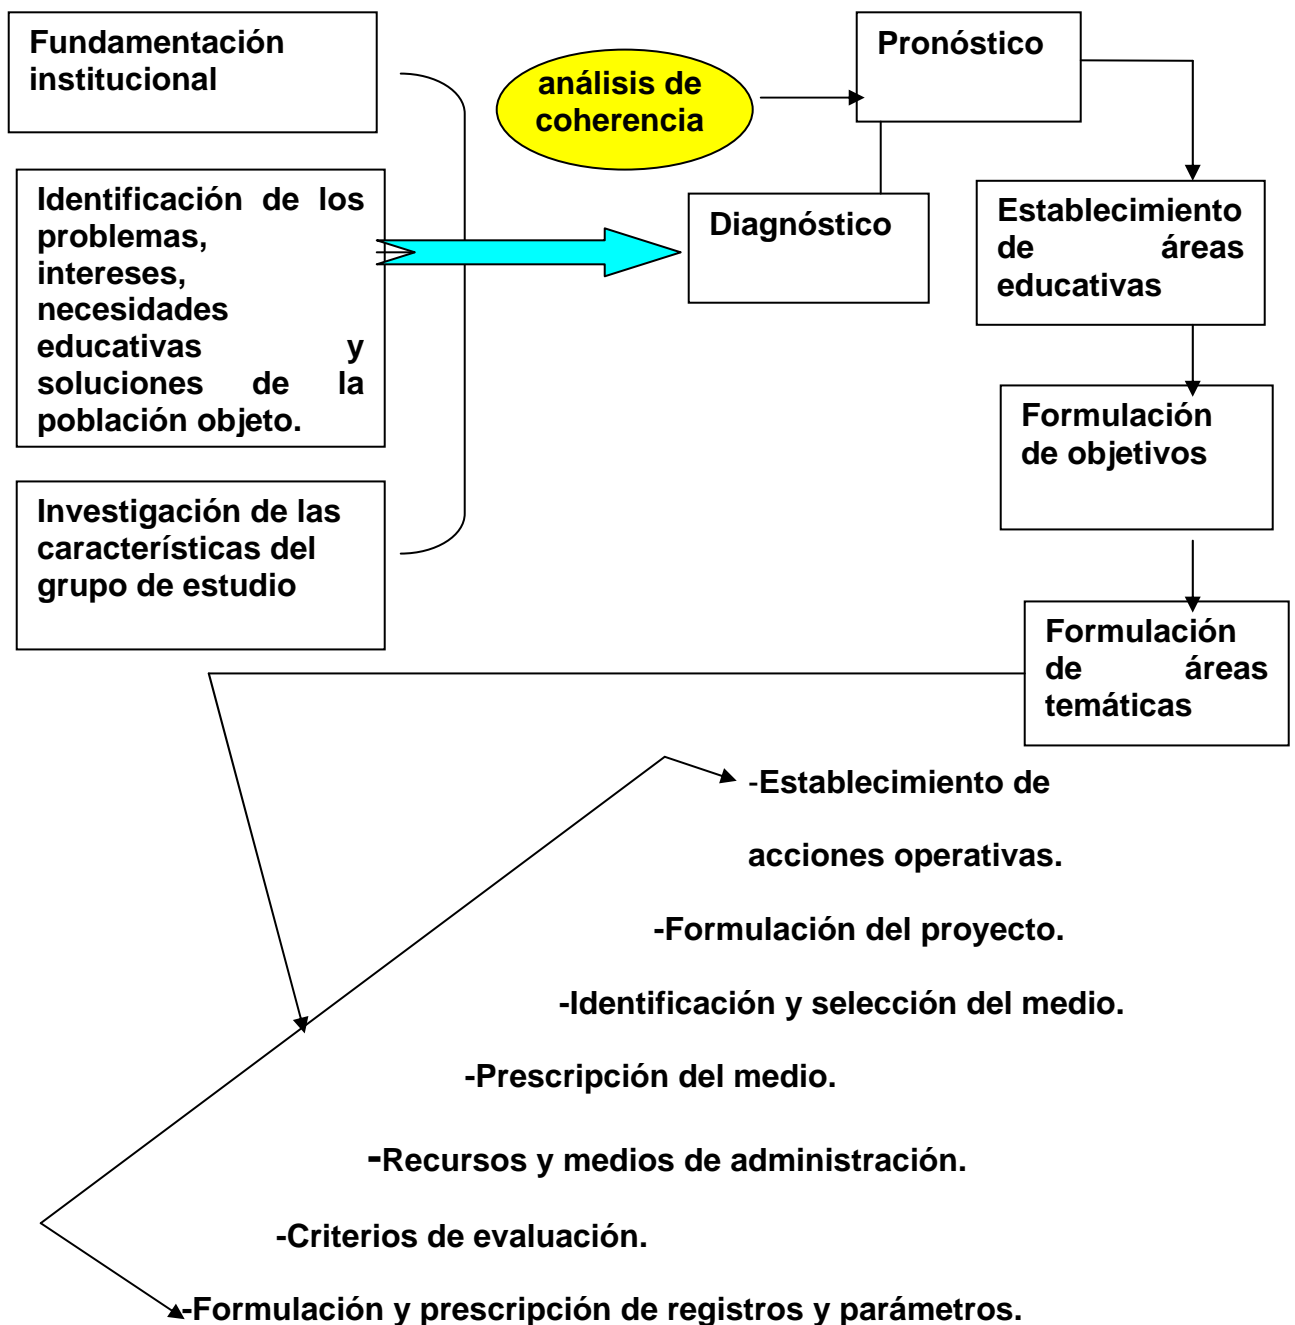 Fundamentación
institucional
Identificación de los
problemas,
intereses,
necesidades
educativas y
soluciones de la
población objeto.
Investigación de las
características del
grupo de estudio
análisis de
coherencia
Diagnóstico
Pronóstico
Establecimiento
de áreas
educativas
Formulación
de objetivos
Formulación
de áreas
temáticas
-Establecimiento de
acciones operativas.
-Formulación del proyecto.
-Identificación y selección del medio.
-Prescripción del medio.
-Recursos y medios de administración.
-Criterios de evaluación.
-Formulación y prescripción de registros y parámetros.